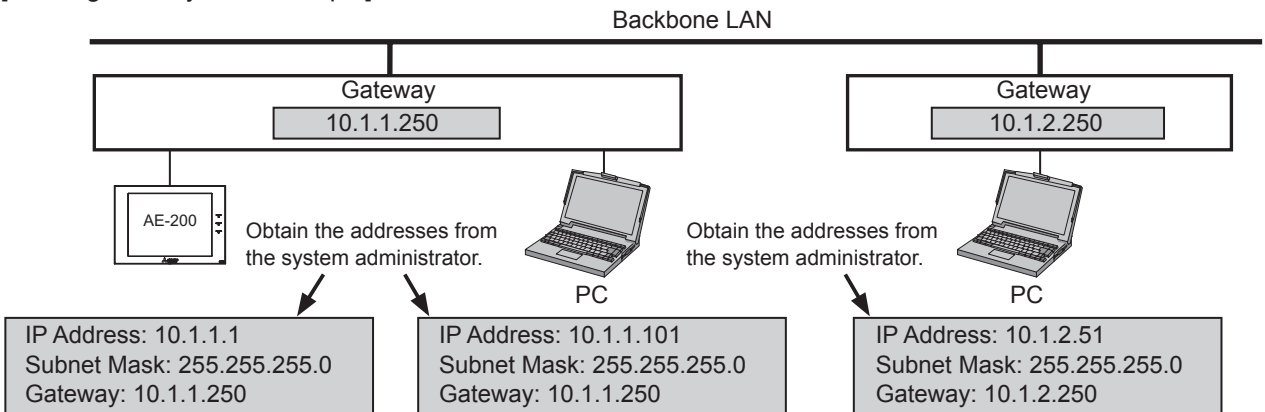 Backbone LAN
Gateway
10.1.1.250
Gateway
10.1.2.250
AE-200
Obtain the addresses from
the system administrator.
PC
Obtain the addresses from
the system administrator.
PC
IP Address: 10.1.1.1
Subnet Mask: 255.255.255.0
Gateway: 10.1.1.250
IP Address: 10.1.1.101
Subnet Mask: 255.255.255.0
Gateway: 10.1.1.250
IP Address: 10.1.2.51
Subnet Mask: 255.255.255.0
Gateway: 10.1.2.250